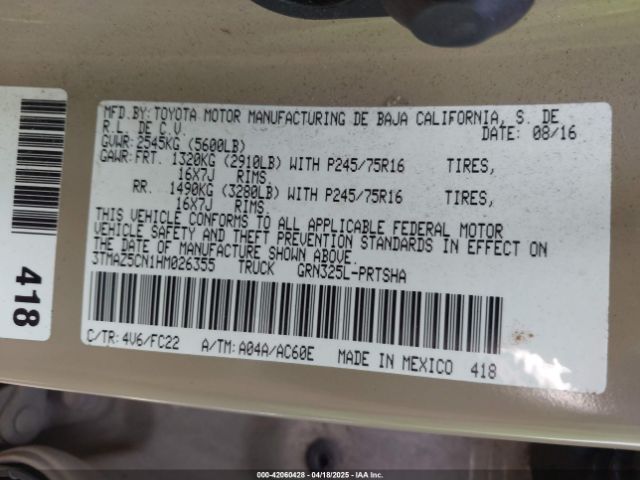 MFD.BY:TOYOTA MOTOR MANUFACTURING DE BAJA CALIFORNIA, S. DE
R.L. DE C.V. DATE: 08/16
GVWR:2545KG (5600LB)
GAWR:FRT. 1320KG (2910LB) WITH P245/75R16 TIRES,
16X7J RIMS,
RR. 1490KG (3280LB) WITH P245/75R16 TIRES,
16X7J RIMS.
THIS VEHICLE CONFORMS TO ALL APPLICABLE FEDERAL MOTOR
VEHICLE SAFETY AND THEFT PREVENTION STANDARDS IN EFFECT ON
THE DATE OF MANUFACTURE SHOWN ABOVE.
3TMAZ5CN1HM026355 TRUCK GRN325L-PRTSHA
C/TR:4V6/FC22 A/TM:A04A/AC60E MADE IN MEXICO 418
418
000-42060428 | 04/18/2025 | IAA Inc.